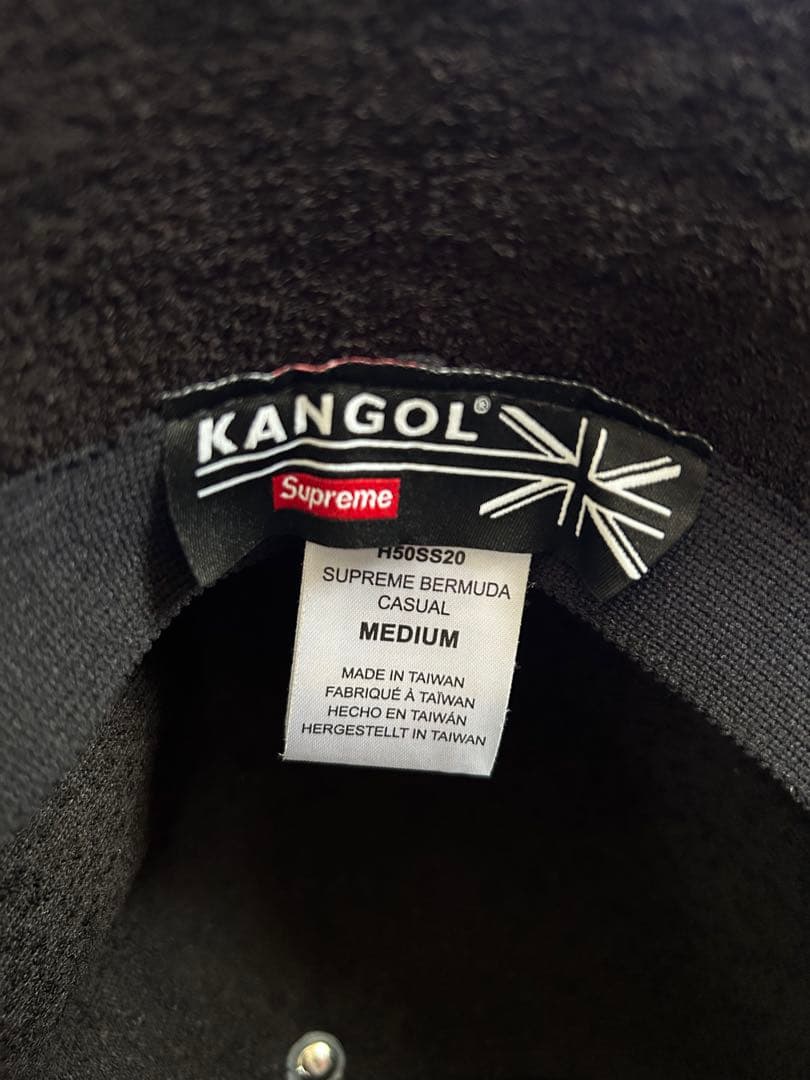 KANGOL®
Supreme
H50SS20
SUPREME BERMUDA
CASUAL
MEDIUM
MADE IN TAIWAN
FABRIQUÉ À TAÏWAN
HECHO EN TAIWÁN
HERGESTELLT IN TAIWAN